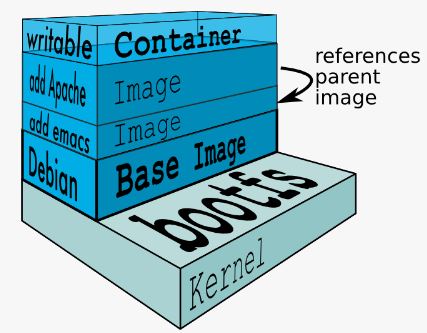 writable Container
add Apache Image
add emacs Image
Debian Base Image
bootfs
Kernel
references
parent
image